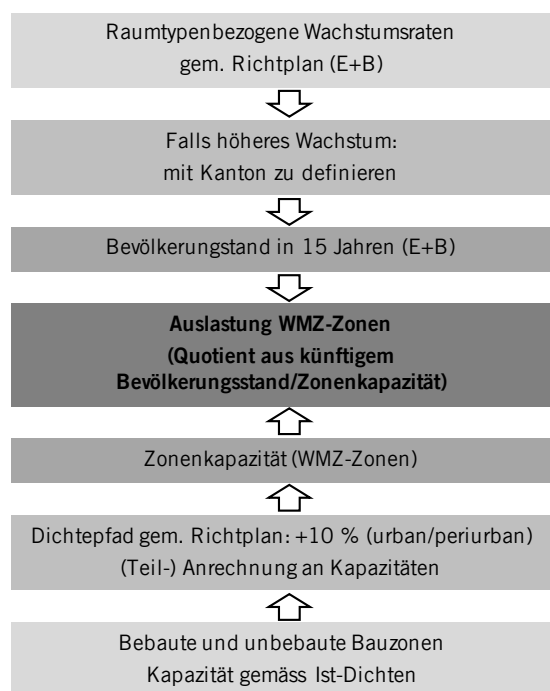 Raumtypenbezogene Wachstumsraten
gem. Richtplan (E+B)
Falls höheres Wachstum:
mit Kanton zu definieren
Bevölkerungstand in 15 Jahren (E+B)
Auslastung WMZ-Zonen
(Quotient aus künftigem
Bevölkerungsstand/Zonenkapazität)
Zonenkapazität (WMZ-Zonen)
Dichtepfad gem. Richtplan: +10 % (urban/periurban)
(Teil-) Anrechnung an Kapazitäten
Bebaute und unbebaute Bauzonen
Kapazität gemäss Ist-Dichten